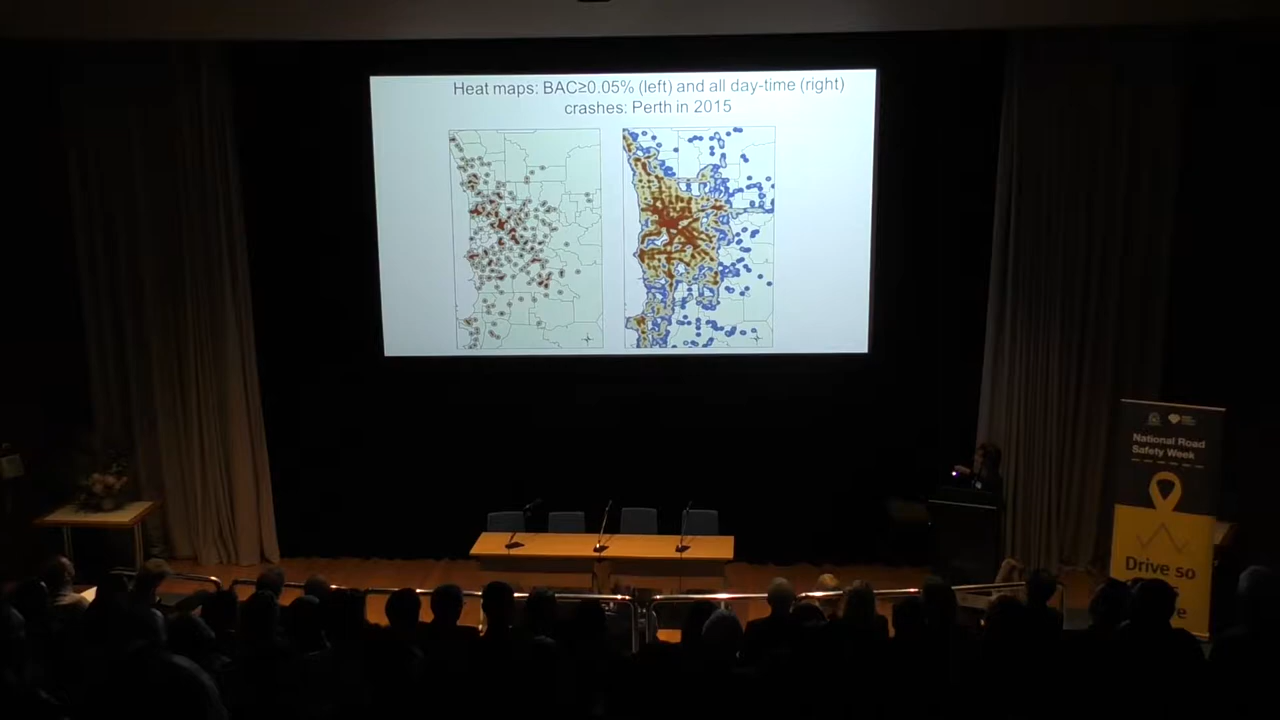 Heat maps: BAC≥0.05% (left) and all day-time (right)
crashes: Perth in 2015
National Road
Safety Week
Drive so